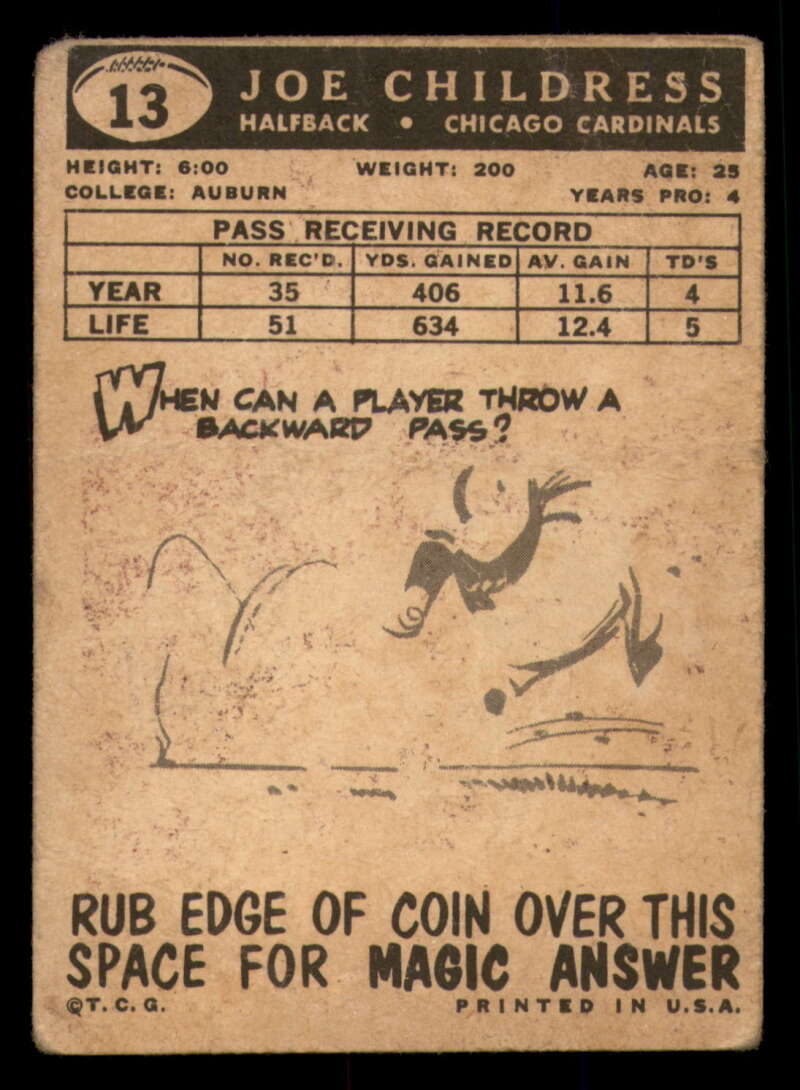 13 JOE CHILDRESS
HALFBACK • CHICAGO CARDINALS
HEIGHT: 6:00 WEIGHT: 200 AGE: 25
COLLEGE: AUBURN YEARS PRO: 4
PASS RECEIVING RECORD
NO. REC'D. YDS. GAINED AV. GAIN TD'S
YEAR 35 406 11.6 4
LIFE 51 634 12.4 5
WHEN CAN A PLAYER THROW A
BACKWARD PASS?
RUB EDGE OF COIN OVER THIS
SPACE FOR MAGIC ANSWER
©T. C. G. PRINTED IN U.S.A.